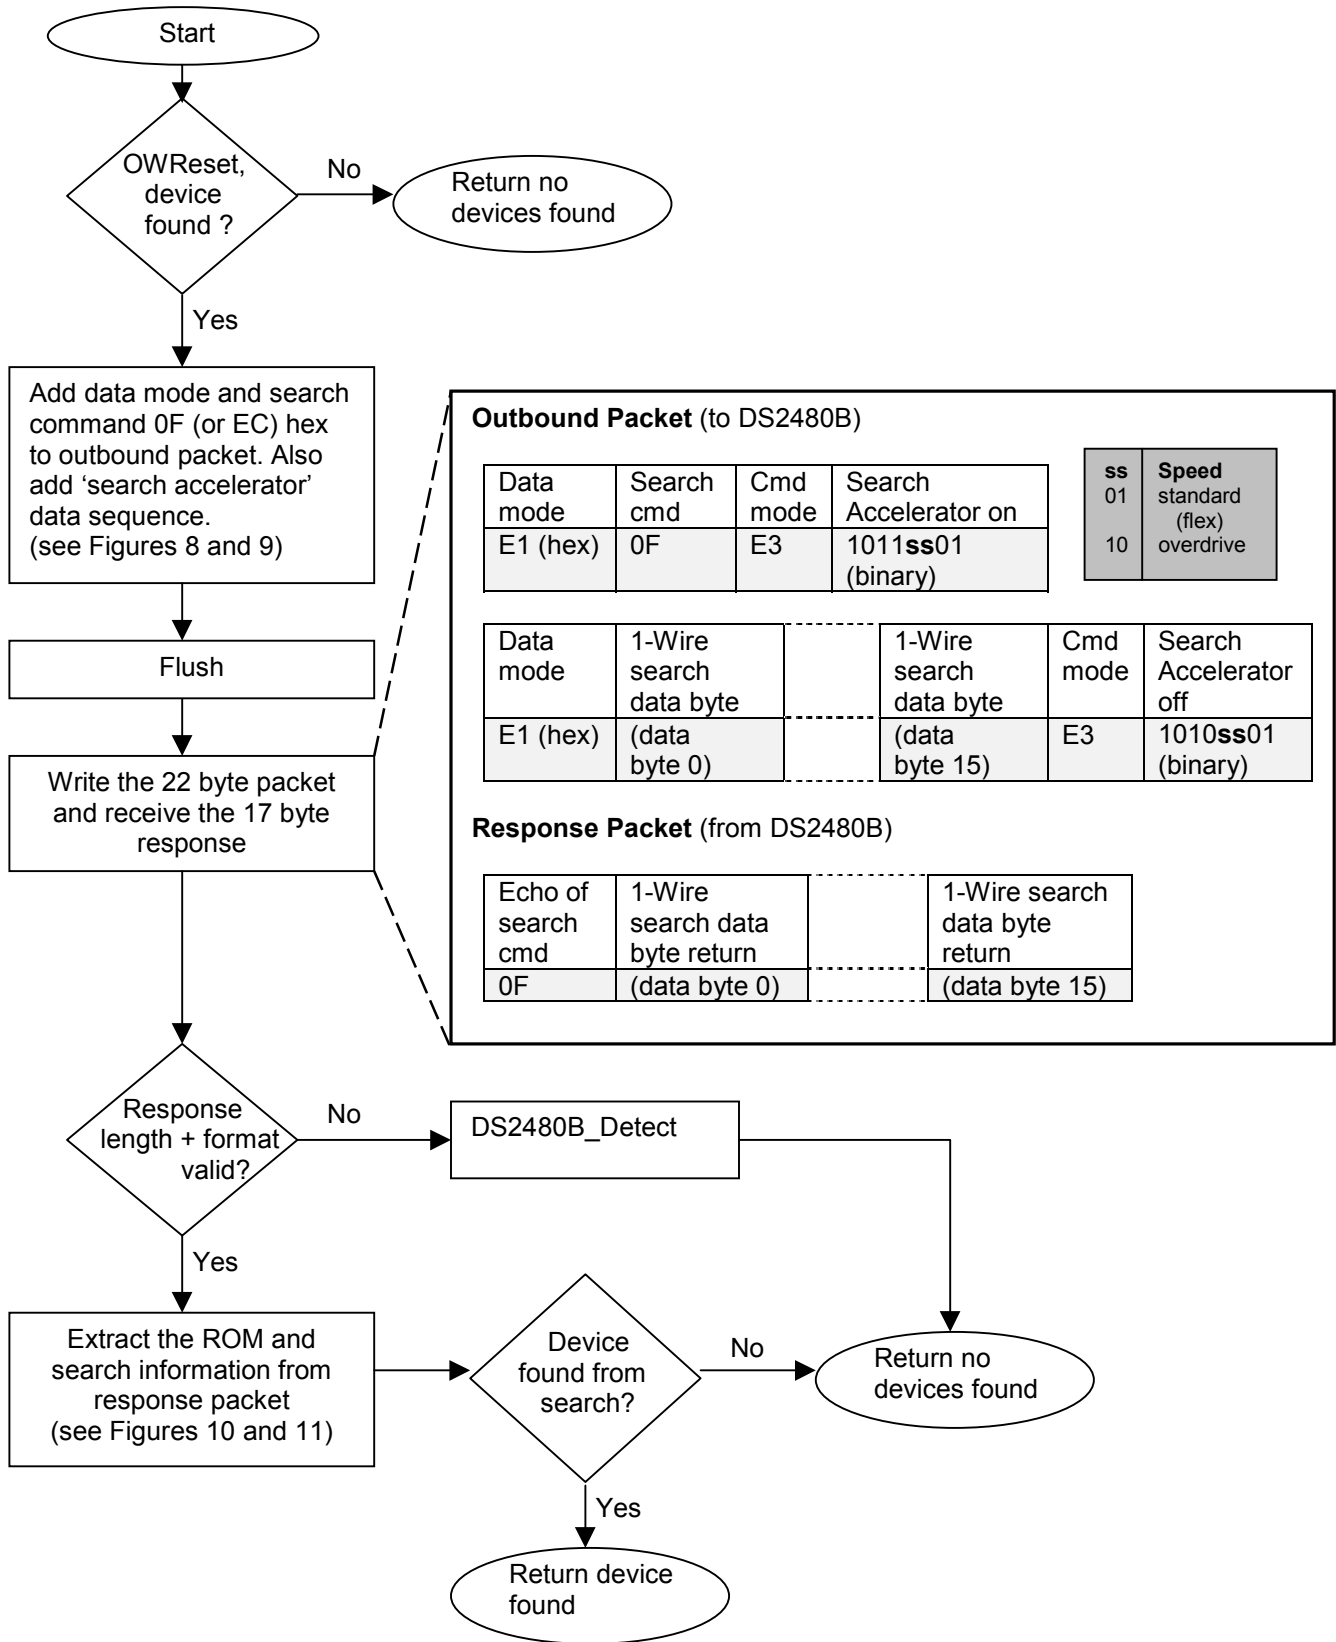 Start
OWReset,
device
found ?
No
Return no
devices found
Yes
Add data mode and search
command 0F (or EC) hex
to outbound packet. Also
add ‘search accelerator’
data sequence.
(see Figures 8 and 9)
Flush
Write the 22 byte packet
and receive the 17 byte
response
Outbound Packet (to DS2480B)
Data
mode
Search
cmd
Cmd
mode
Search
Accelerator on
E1 (hex)
0F
E3
1011ss01
(binary)
ss
Speed
01
standard
(flex)
10
overdrive
Data
mode
1-Wire
search
data byte
1-Wire
search
data byte
Cmd
mode
Search
Accelerator
off
E1 (hex)
(data
byte 0)
(data
byte 15)
E3
1010ss01
(binary)
Response Packet (from DS2480B)
Echo of
search
cmd
1-Wire
search data
byte return
1-Wire search
data byte
return
0F
(data byte 0)
(data byte 15)
Response
length + format
valid?
No
DS2480B_Detect
Yes
Extract the ROM and
search information from
response packet
(see Figures 10 and 11)
Device
found from
search?
No
Return no
devices found
Yes
Return device
found